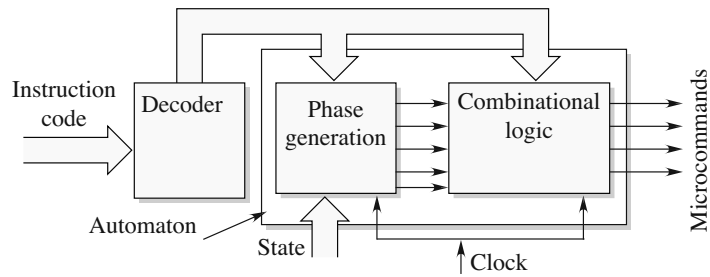 Instruction
code
Decoder
Phase
generation
Combinational
logic
Microcommands
Automaton
State
Clock